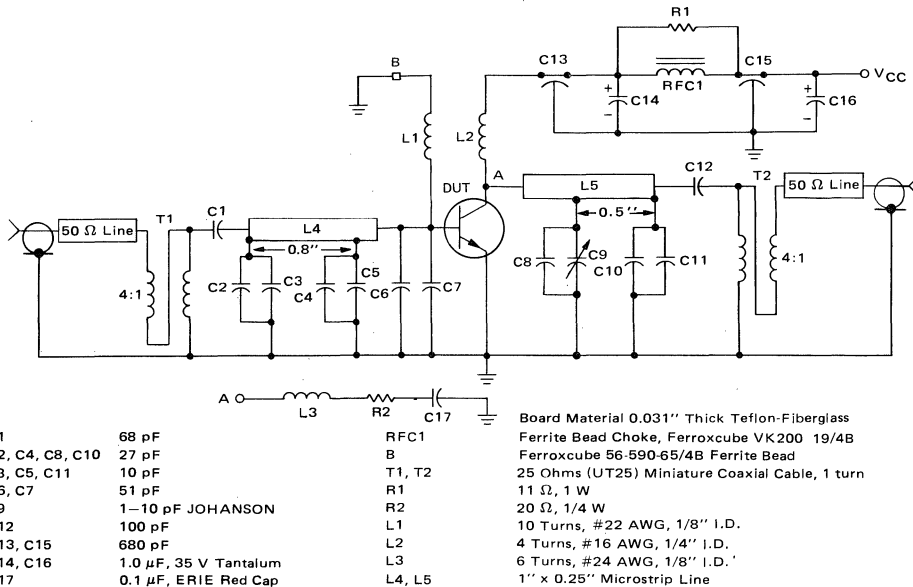 R1
B
C13
C15
RFC1
VCC
+
C14
−
+
C16
−
L1
L2
C12
T2
A
DUT
L5
50 Ω Line
T1
C1
50 Ω Line
L4
0.5''
0.8''
C8
C9
C10
C11
4:1
C2
C3
C4
C5
C6
C7
4:1
A
L3
R2
C17
Board Material 0.031'' Thick Teflon-Fiberglass
1 68 pF RFC1 Ferrite Bead Choke, Ferroxcube VK200 19/4B
2, C4, C8, C10 27 pF B Ferroxcube 56-590-65/4B Ferrite Bead
3, C5, C11 10 pF T1, T2 25 Ohms (UT25) Miniature Coaxial Cable, 1 turn
6, C7 51 pF R1 11 Ω, 1 W
9 1–10 pF JOHANSON R2 20 Ω, 1/4 W
12 100 pF L1 10 Turns, #22 AWG, 1/8'' I.D.
13, C15 680 pF L2 4 Turns, #16 AWG, 1/4'' I.D.
14, C16 1.0 μF, 35 V Tantalum L3 6 Turns, #24 AWG, 1/8'' I.D.
17 0.1 μF, ERIE Red Cap L4, L5 1'' x 0.25'' Microstrip Line